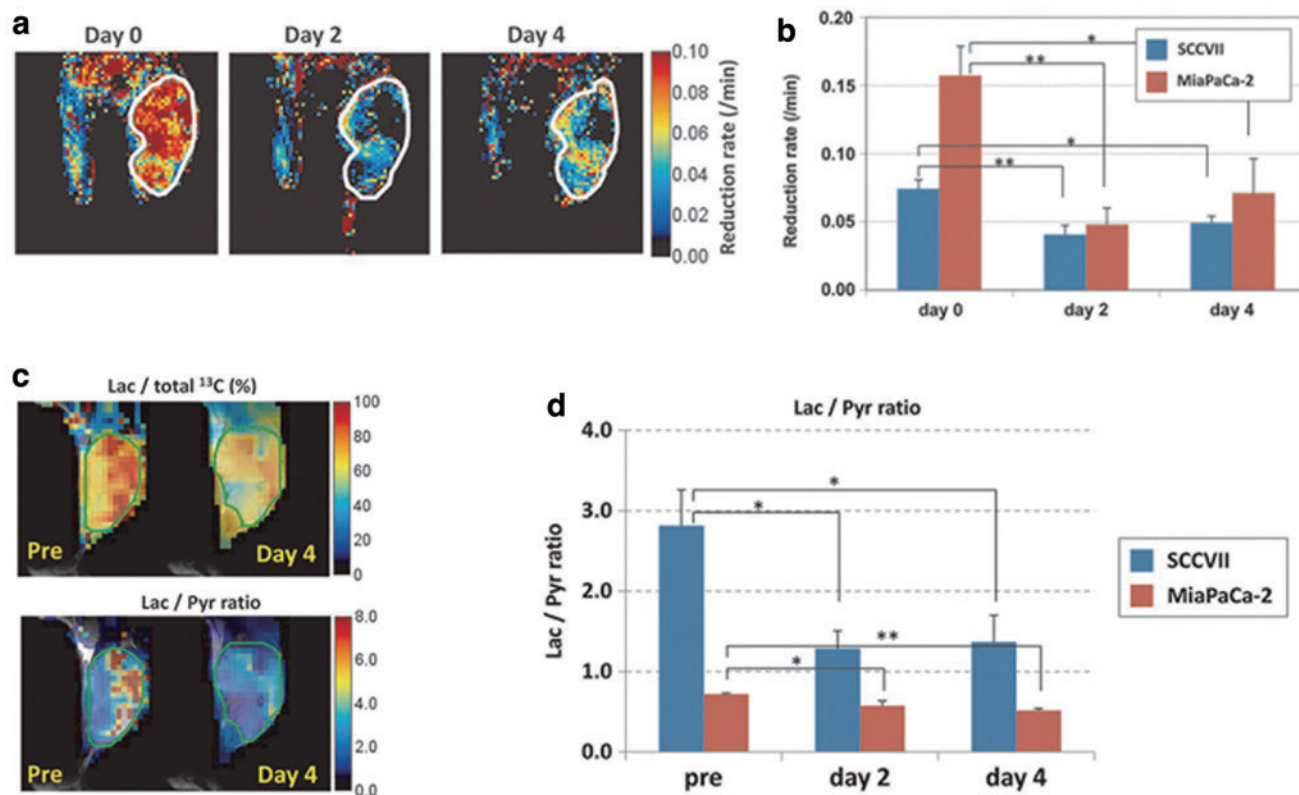 a
Day 0
Day 2
Day 4
0.10
0.08
0.06
0.04
0.02
0.00
Reduction rate (/min)
b
Reduction rate (/min)
0.20
0.15
0.10
0.05
0.00
*
**
*
**
SCCVII
MiaPaCa-2
day 0
day 2
day 4
c
Lac / total ¹³C (%)
100
80
60
40
20
0
Pre
Day 4
Lac / Pyr ratio
8.0
6.0
4.0
2.0
0.0
Pre
Day 4
d
Lac / Pyr ratio
Lac / Pyr ratio
4.0
3.0
2.0
1.0
0.0
*
*
**
*
pre
day 2
day 4
SCCVII
MiaPaCa-2